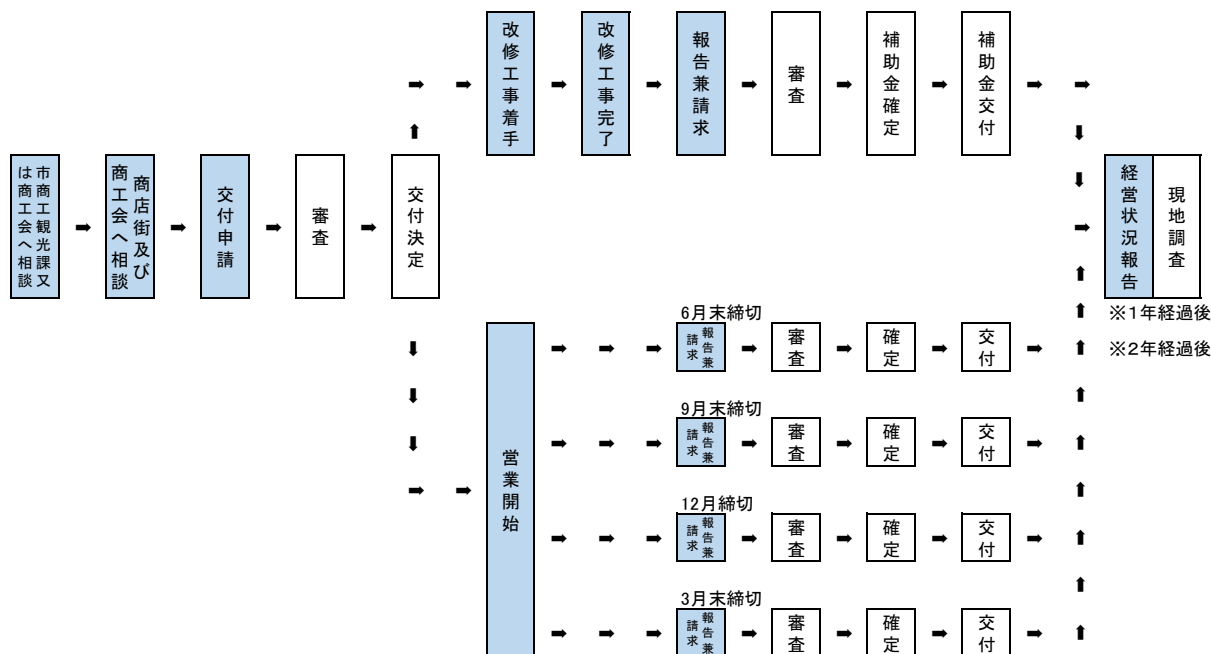 市商工観光課又
は商工会へ相談
商店街及び
商工会へ相談
交付申請
審査
交付決定
改修工事着手
改修工事完了
報告兼請求
審査
補助金確定
補助金交付
営業開始
6月末締切
報告兼
請求
審査
確定
交付
9月末締切
報告兼
請求
審査
確定
交付
12月締切
報告兼
請求
審査
確定
交付
3月末締切
報告兼
請求
審査
確定
交付
経営状況報告
現地調査
※1年経過後
※2年経過後